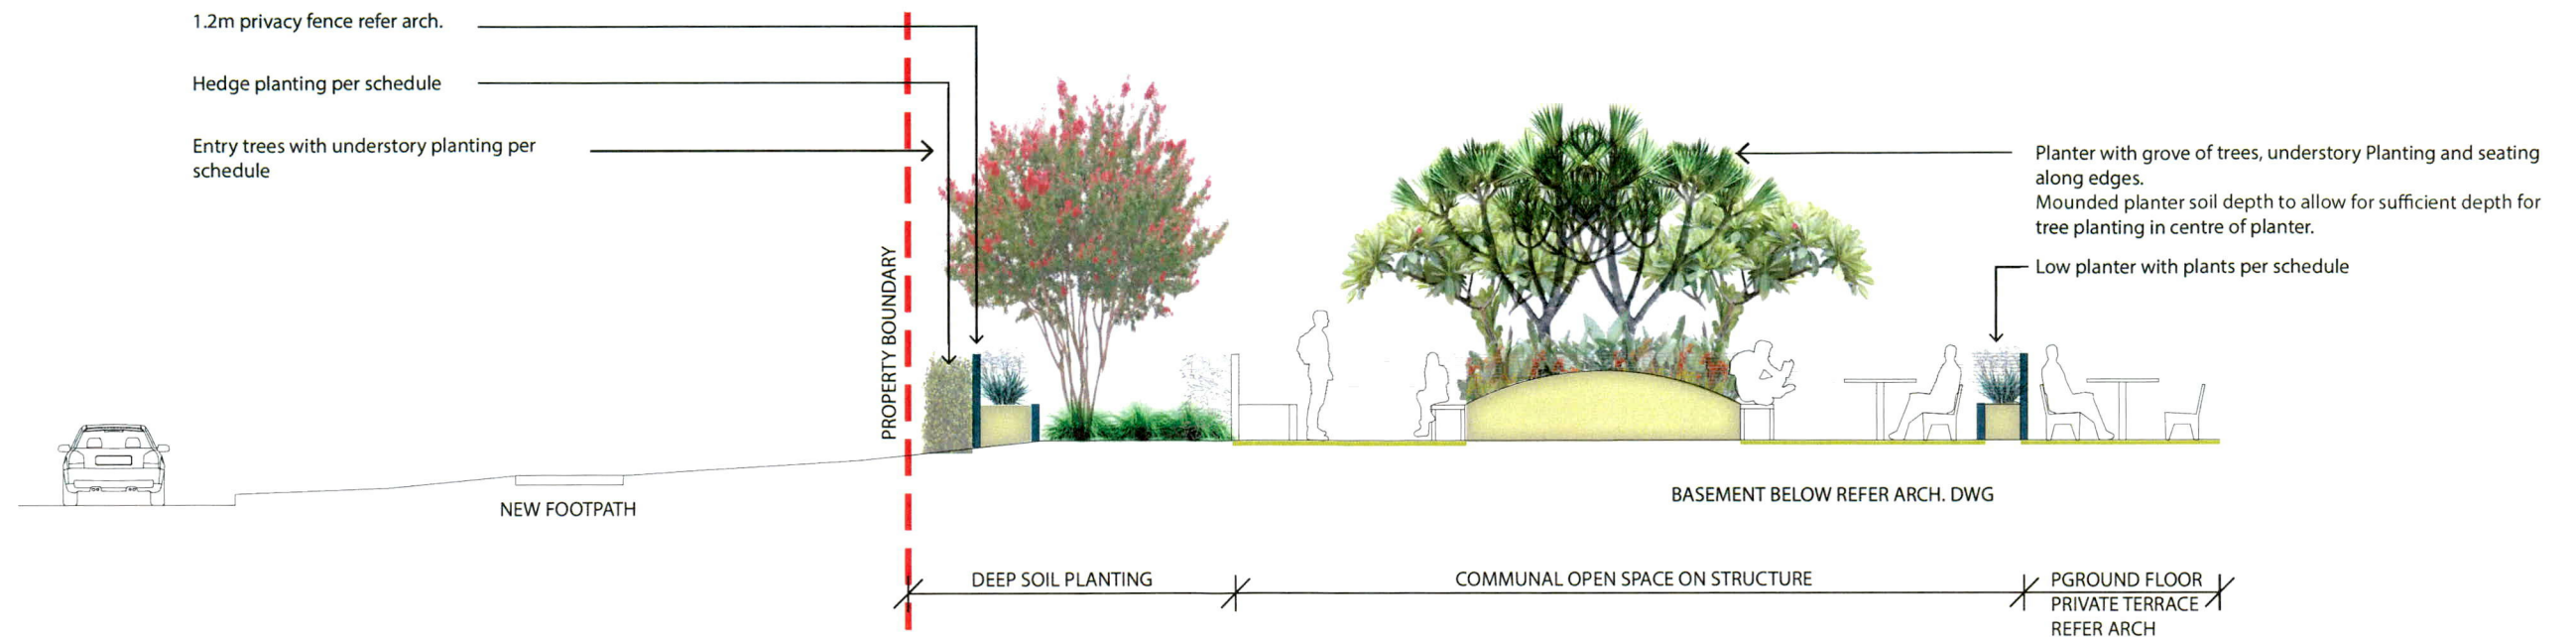 1.2m privacy fence refer arch.
Hedge planting per schedule
Entry trees with understory planting per
schedule
PROPERTY BOUNDARY
Planter with grove of trees, understory Planting and seating
along edges.
Mounded planter soil depth to allow for sufficient depth for
tree planting in centre of planter.
Low planter with plants per schedule
NEW FOOTPATH
BASEMENT BELOW REFER ARCH. DWG
DEEP SOIL PLANTING
COMMUNAL OPEN SPACE ON STRUCTURE
PGROUND FLOOR
PRIVATE TERRACE
REFER ARCH